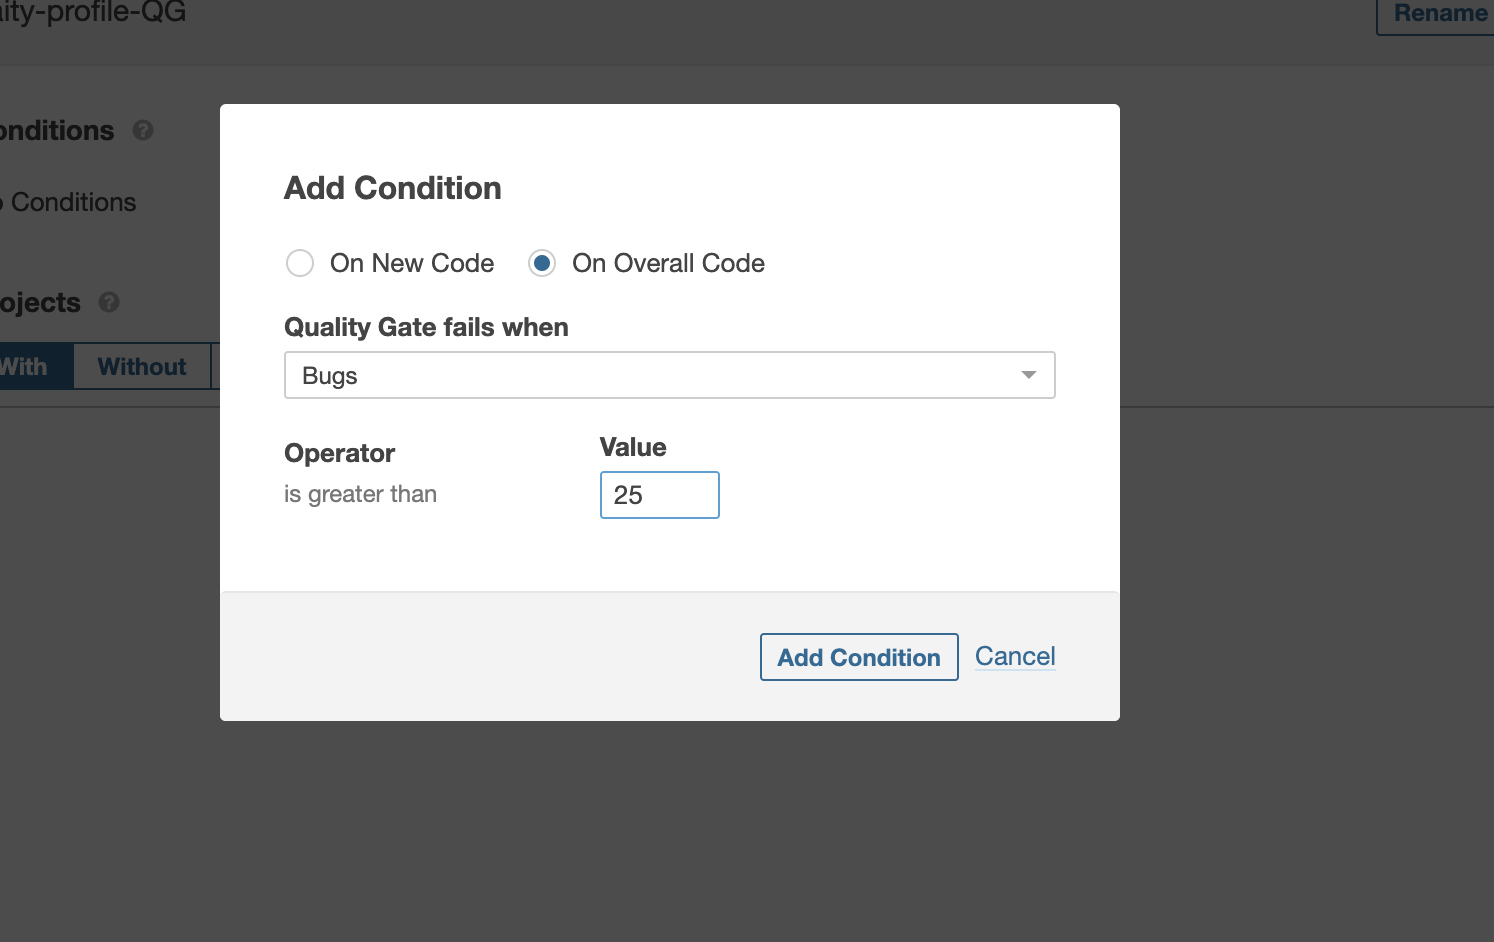 ity-profile-QG
Rename
onditions
Conditions
ojects
With
Without
Add Condition
On New Code
On Overall Code
Quality Gate fails when
Bugs
Operator
Value
is greater than
25
Add Condition
Cancel